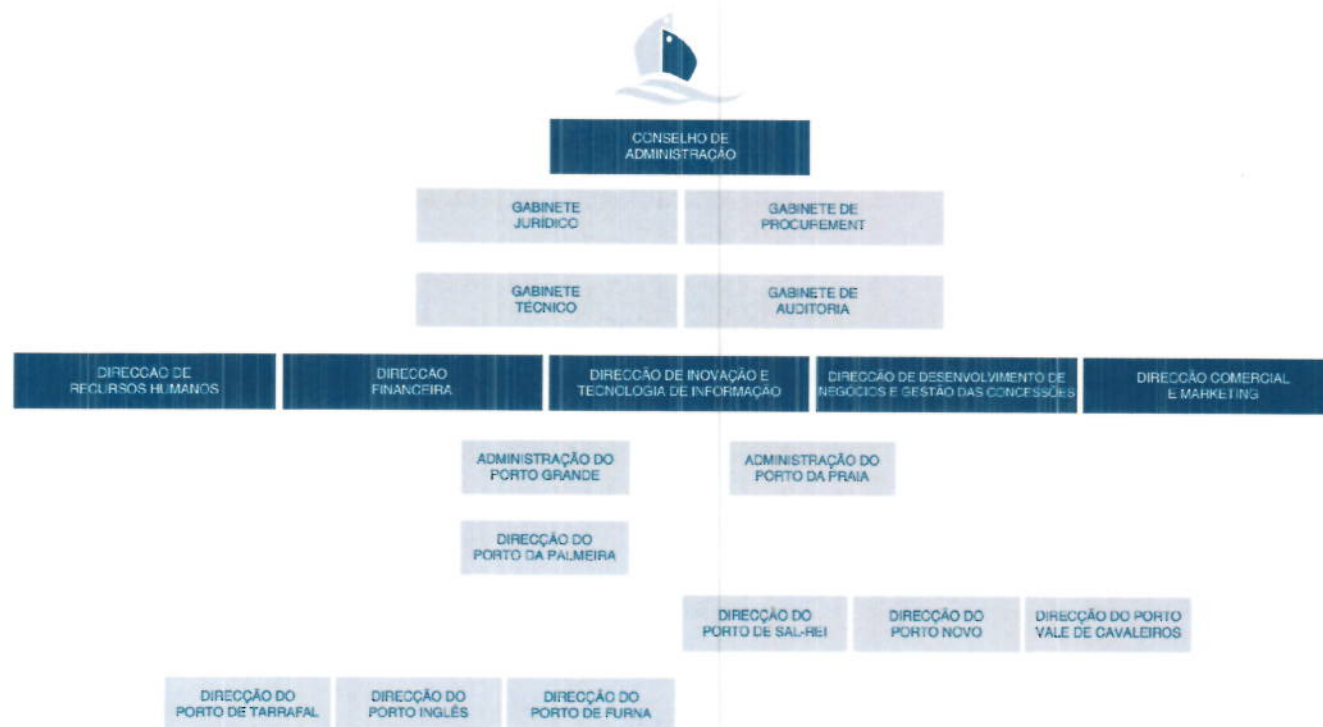 CONSELHO DE
ADMINISTRAÇÃO
GABINETE
JURÍDICO
GABINETE DE
PROCUREMENT
GABINETE
TÉCNICO
GABINETE DE
AUDITORIA
DIRECÇÃO DE
RECURSOS HUMANOS
DIRECÇÃO
FINANCEIRA
DIRECÇÃO DE INOVAÇÃO E
TECNOLOGIA DE INFORMAÇÃO
DIRECÇÃO DE DESENVOLVIMENTO DE
NEGÓCIOS E GESTÃO DAS CONCESSÕES
DIRECÇÃO COMERCIAL
E MARKETING
ADMINISTRAÇÃO DO
PORTO GRANDE
ADMINISTRAÇÃO DO
PORTO DA PRAIA
DIRECÇÃO DO
PORTO DA PALMEIRA
DIRECÇÃO DO
PORTO DE SAL-REI
DIRECÇÃO DO
PORTO NOVO
DIRECÇÃO DO PORTO
VALE DE CAVALEIROS
DIRECÇÃO DO
PORTO DE TARRAFAL
DIRECÇÃO DO
PORTO INGLÊS
DIRECÇÃO DO
PORTO DE FURNA